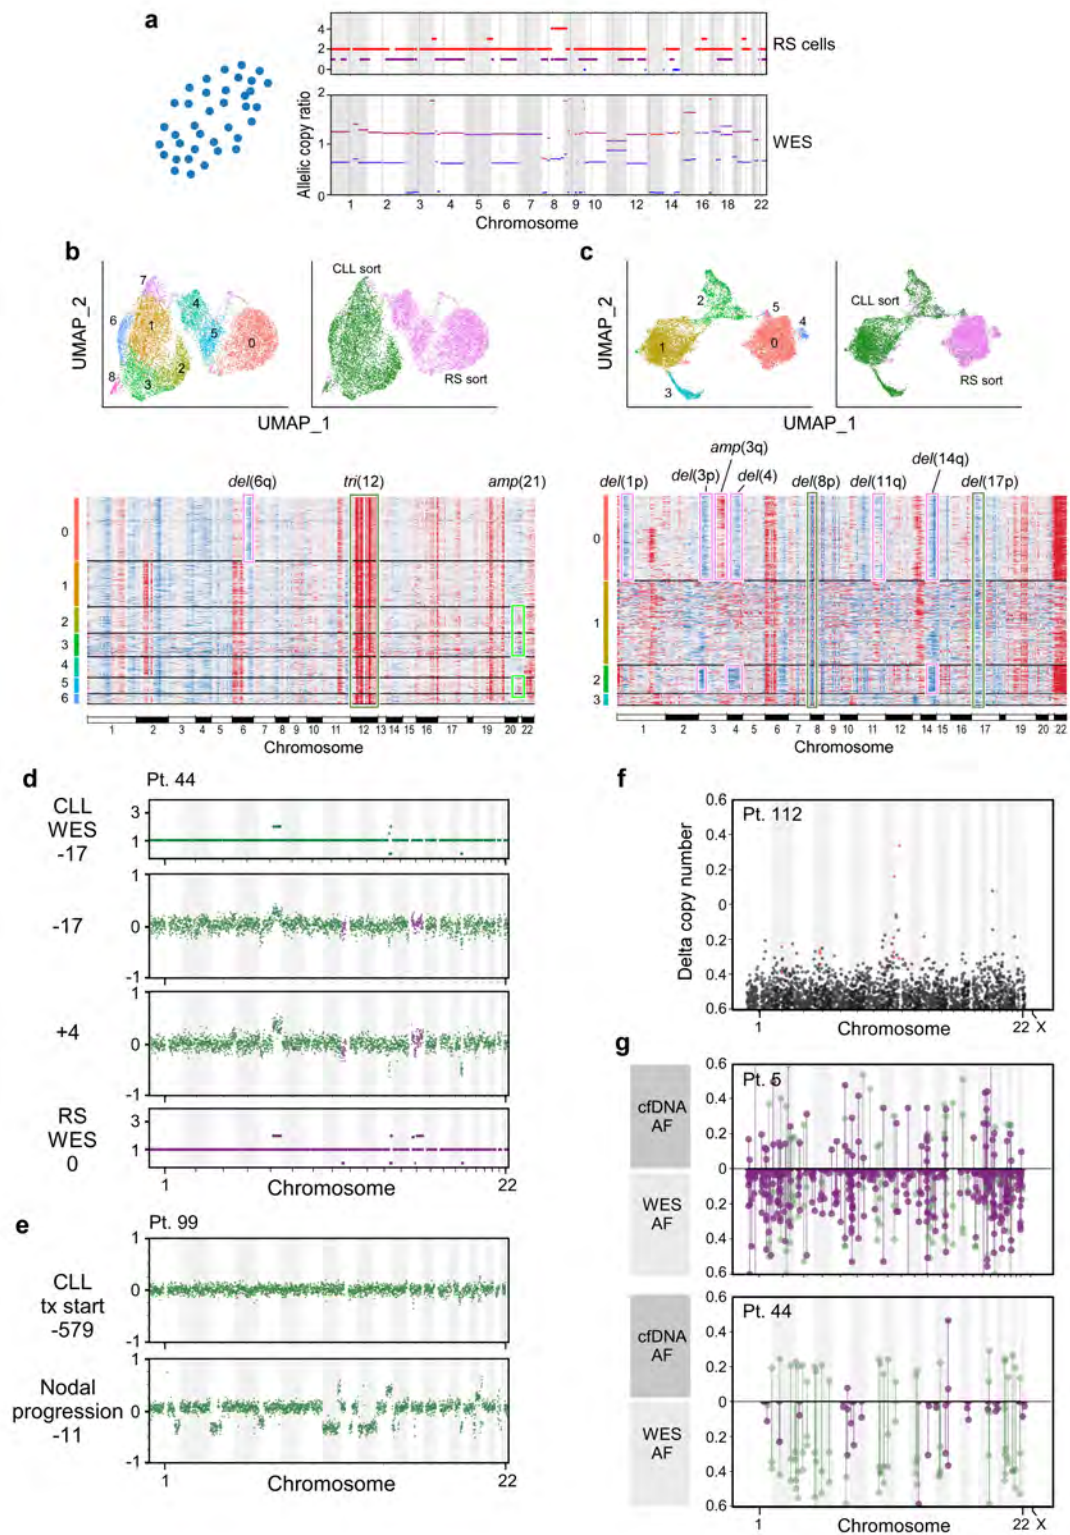 a
4
2
0
RS cells
2
1
0
Allelic copy ratio
WES
1 2 3 4 5 6 7 8 9 10 12 14 16 18 22
Chromosome
b
UMAP_2
7
6
1
8
3
2
4
5
0
CLL sort
RS sort
UMAP_1
c
UMAP_2
2
1
3
5
0
4
CLL sort
RS sort
UMAP_1
del(6q) tri(12) amp(21)
0
1
2
3
4
5
6
1 2 3 4 5 6 7 8 9 10 11 12 13 14 15 16 17 19 20 22
Chromosome
amp(3q)
del(14q)
del(1p) del(3p) del(4) del(8p) del(11q) del(17p)
0
1
2
3
1 2 3 4 5 6 7 8 9 10 11 12 14 15 16 17 19 20 22
Chromosome
d
Pt. 44
CLL
WES
-17
3
1
-17
1
0
-1
+4
1
0
-1
RS
WES
0
3
1
1 22
Chromosome
e
Pt. 99
CLL
tx start
-579
1
0
-1
Nodal
progression
-11
1
0
-1
1 22
Chromosome
f
Pt. 112
Delta copy number
0.6
0.4
0.2
0
0.2
0.4
0.6
1 22 X
Chromosome
g
Pt. 5
cfDNA
AF
WES
AF
0.6
0.4
0.2
0
0.2
0.4
0.6
Pt. 44
cfDNA
AF
WES
AF
0.6
0.4
0.2
0
0.2
0.4
0.6
1 22 X
Chromosome